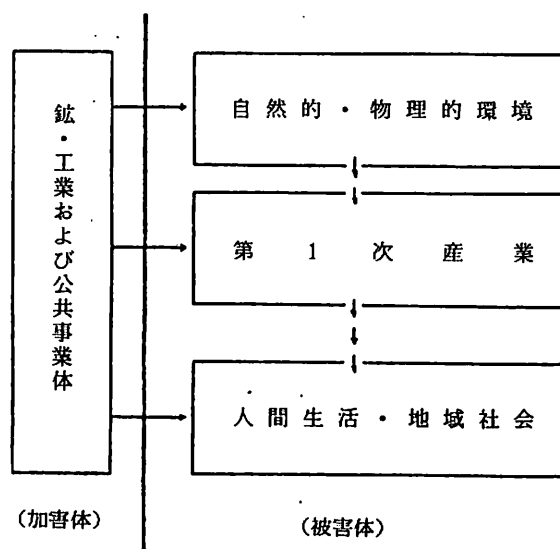 鉱・工業および公共事業体
自然的・物理的環境
第1次産業
人間生活・地域社会
(加害体)
(被害体)